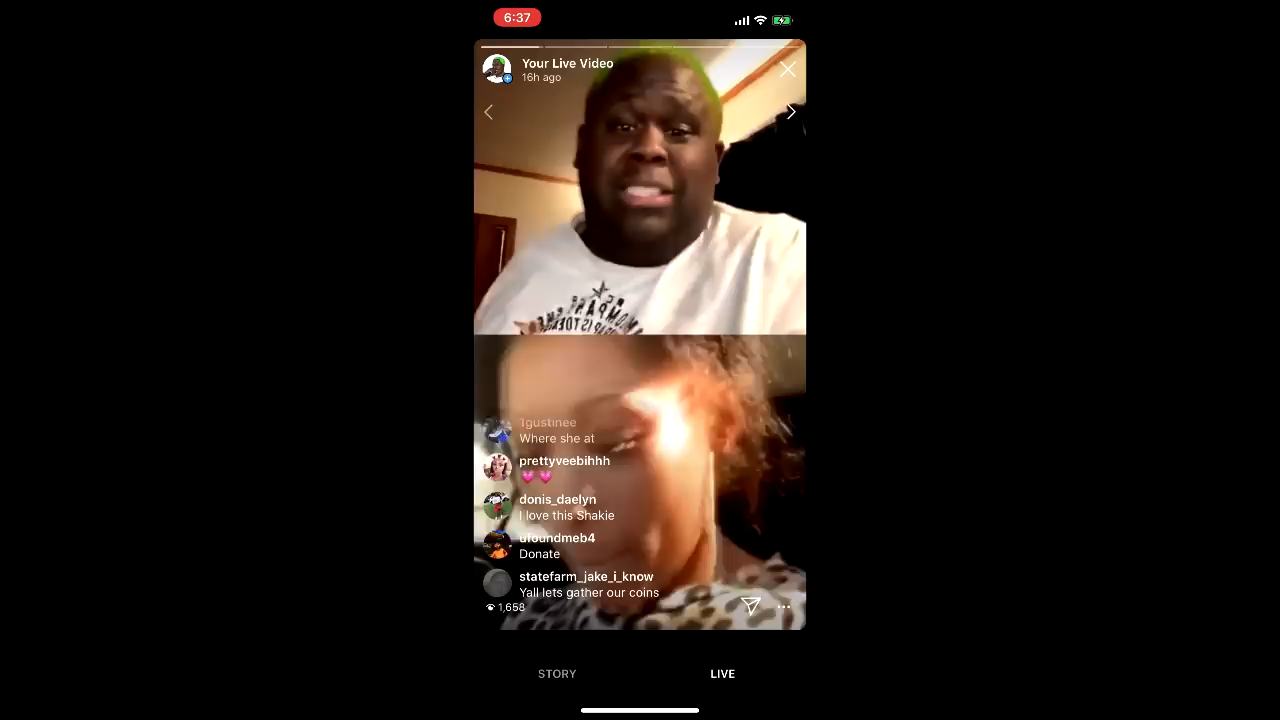 6:37
Your Live Video
16h ago
1gustinee
Where she at
prettyveebihhh
💗 💗
donis_daelyn
I love this Shakie
ufoundmeb4
Donate
statefarm_jake_i_know
Yall lets gather our coins
1,658
STORY
LIVE